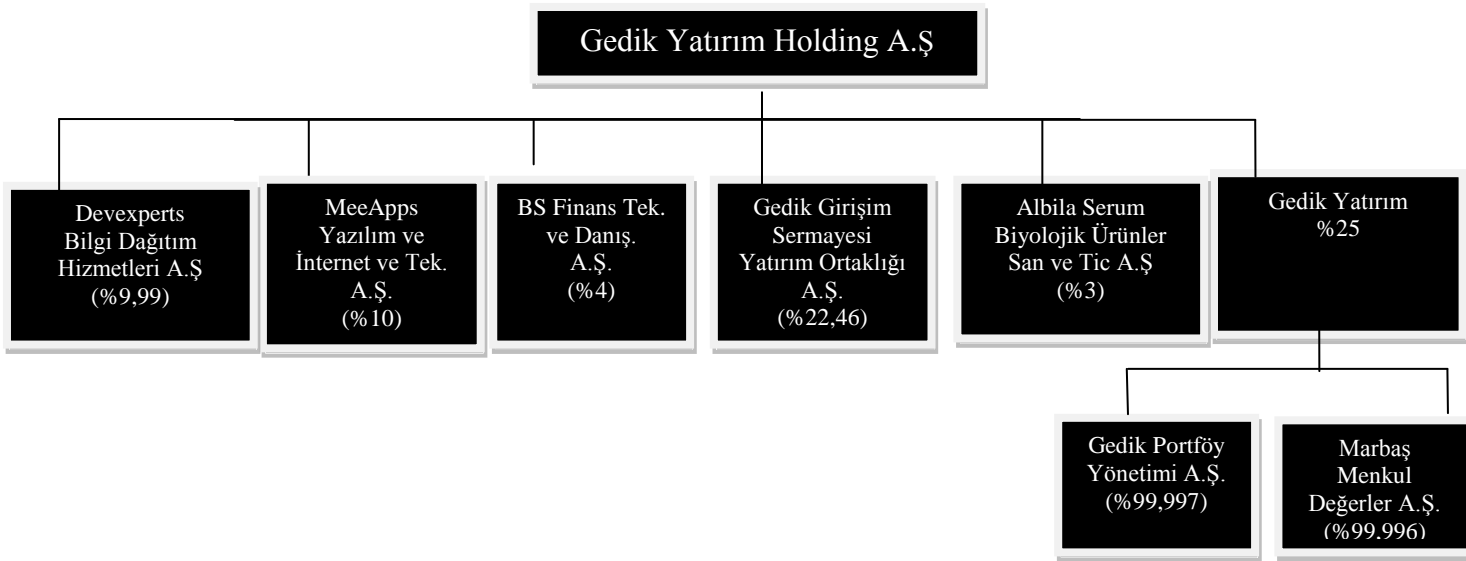 Gedik Yatırım Holding A.Ş
Devexperts
Bilgi Dağıtım
Hizmetleri A.Ş
(%9,99)
MeeApps
Yazılım ve
İnternet ve Tek.
A.Ş.
(%10)
BS Finans Tek.
ve Danış.
A.Ş.
(%4)
Gedik Girişim
Sermayesi
Yatırım Ortaklığı
A.Ş.
(%22,46)
Albila Serum
Biyolojik Ürünler
San ve Tic A.Ş
(%3)
Gedik Yatırım
%25
Gedik Portföy
Yönetimi A.Ş.
(%99,997)
Marbaş
Menkul
Değerler A.Ş.
(%99,996)